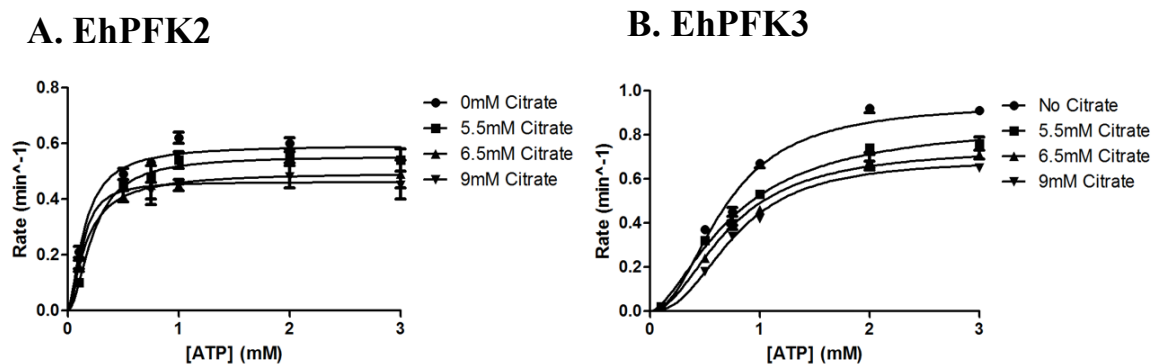 A. EhPFK2
B. EhPFK3
Rate (min^-1)
0.8
0.6
0.4
0.2
0.0
0
1
2
3
[ATP] (mM)
0mM Citrate
5.5mM Citrate
6.5mM Citrate
9mM Citrate
Rate (min^-1)
1.0
0.8
0.6
0.4
0.2
0.0
0
1
2
3
[ATP] (mM)
No Citrate
5.5mM Citrate
6.5mM Citrate
9mM Citrate